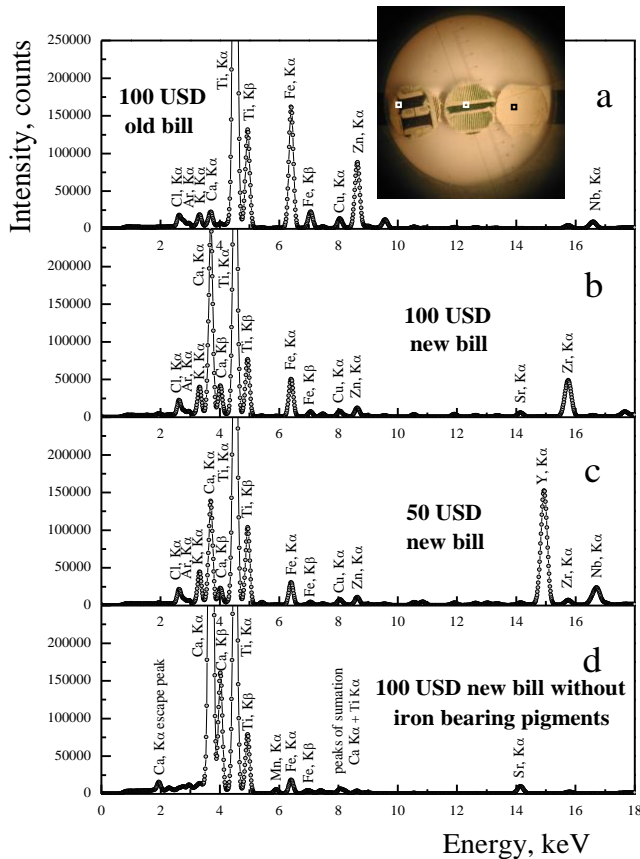 Intensity, counts
250000
200000
150000
100000
50000
0
100 USD
old bill
a
Cl, Kα
Ar, Kα
K, Kα
Ca, Kα
Ti, Kα
Ti, Kβ
Fe, Kα
Fe, Kβ
Cu, Kα
Zn, Kα
Nb, Kα
2 4 6 8 10 12 14 16
200000
150000
100000
50000
0
b
100 USD
new bill
Cl, Kα
Ar, Kα
K, Kα
Ca, Kα
Ca, Kβ
Ti, Kα
Ti, Kβ
Fe, Kα
Fe, Kβ
Cu, Kα
Zn, Kα
Sr, Kα
Zr, Kα
2 4 6 8 10 12 14 16
200000
150000
100000
50000
0
c
50 USD
new bill
Cl, Kα
Ar, Kα
K, Kα
Ca, Kα
Ca, Kβ
Ti, Kα
Ti, Kβ
Fe, Kα
Fe, Kβ
Cu, Kα
Zn, Kα
Y, Kα
Zr, Kα
Nb, Kα
2 4 6 8 10 12 14 16
200000
150000
100000
50000
0
d
100 USD new bill without
iron bearing pigments
Ca, Kα escape peak
Ca, Kα
Ca, Kβ
Ti, Kα
Ti, Kβ
Mn, Kα
Fe, Kα
Fe, Kβ
peaks of sumation
Ca Kα + Ti Kα
Sr, Kα
0 2 4 6 8 10 12 14 16 18
Energy, keV